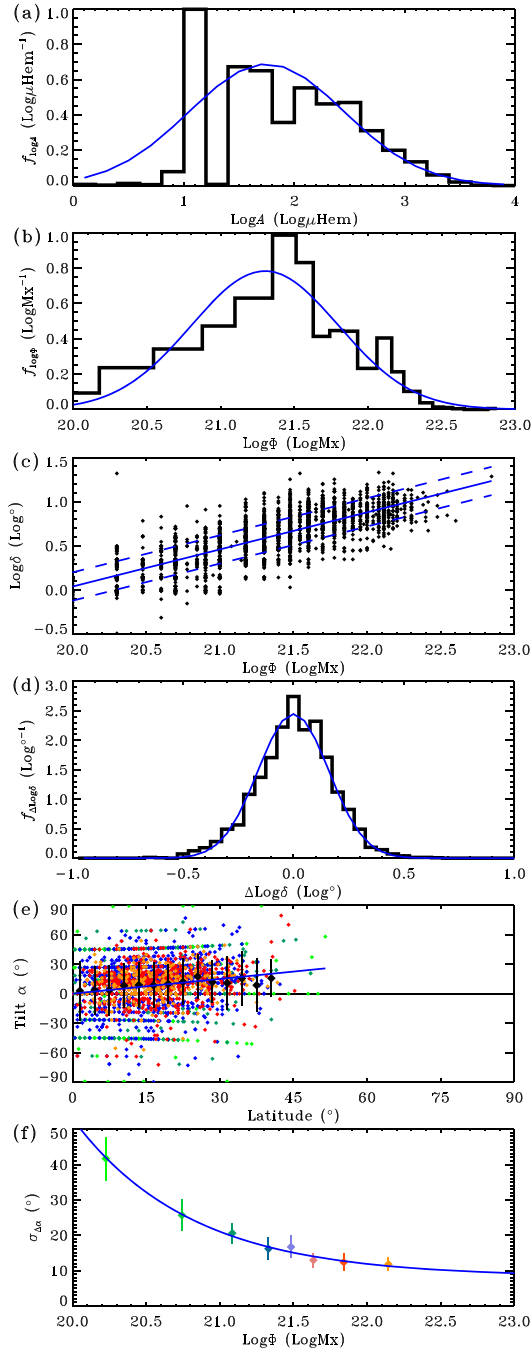 (a)
1.0
0.8
0.6
0.4
0.2
0.0
f_logA (LogμHem⁻¹)
0 1 2 3 4
LogA (LogμHem)
(b)
1.0
0.8
0.6
0.4
0.2
0.0
f_logΦ (LogMx⁻¹)
20.0 20.5 21.0 21.5 22.0 22.5 23.0
LogΦ (LogMx)
(c)
1.5
1.0
0.5
0.0
−0.5
Logδ (Log°)
20.0 20.5 21.0 21.5 22.0 22.5 23.0
LogΦ (LogMx)
(d)
3.0
2.5
2.0
1.5
1.0
0.5
0.0
f_ΔLogδ (Log°⁻¹)
−1.0 −0.5 0.0 0.5 1.0
ΔLogδ (Log°)
(e)
90
60
30
0
−30
−60
−90
Tilt α (°)
0 15 30 45 60 75 90
Latitude (°)
(f)
50
40
30
20
10
0
σ_Δα (°)
20.0 20.5 21.0 21.5 22.0 22.5 23.0
LogΦ (LogMx)